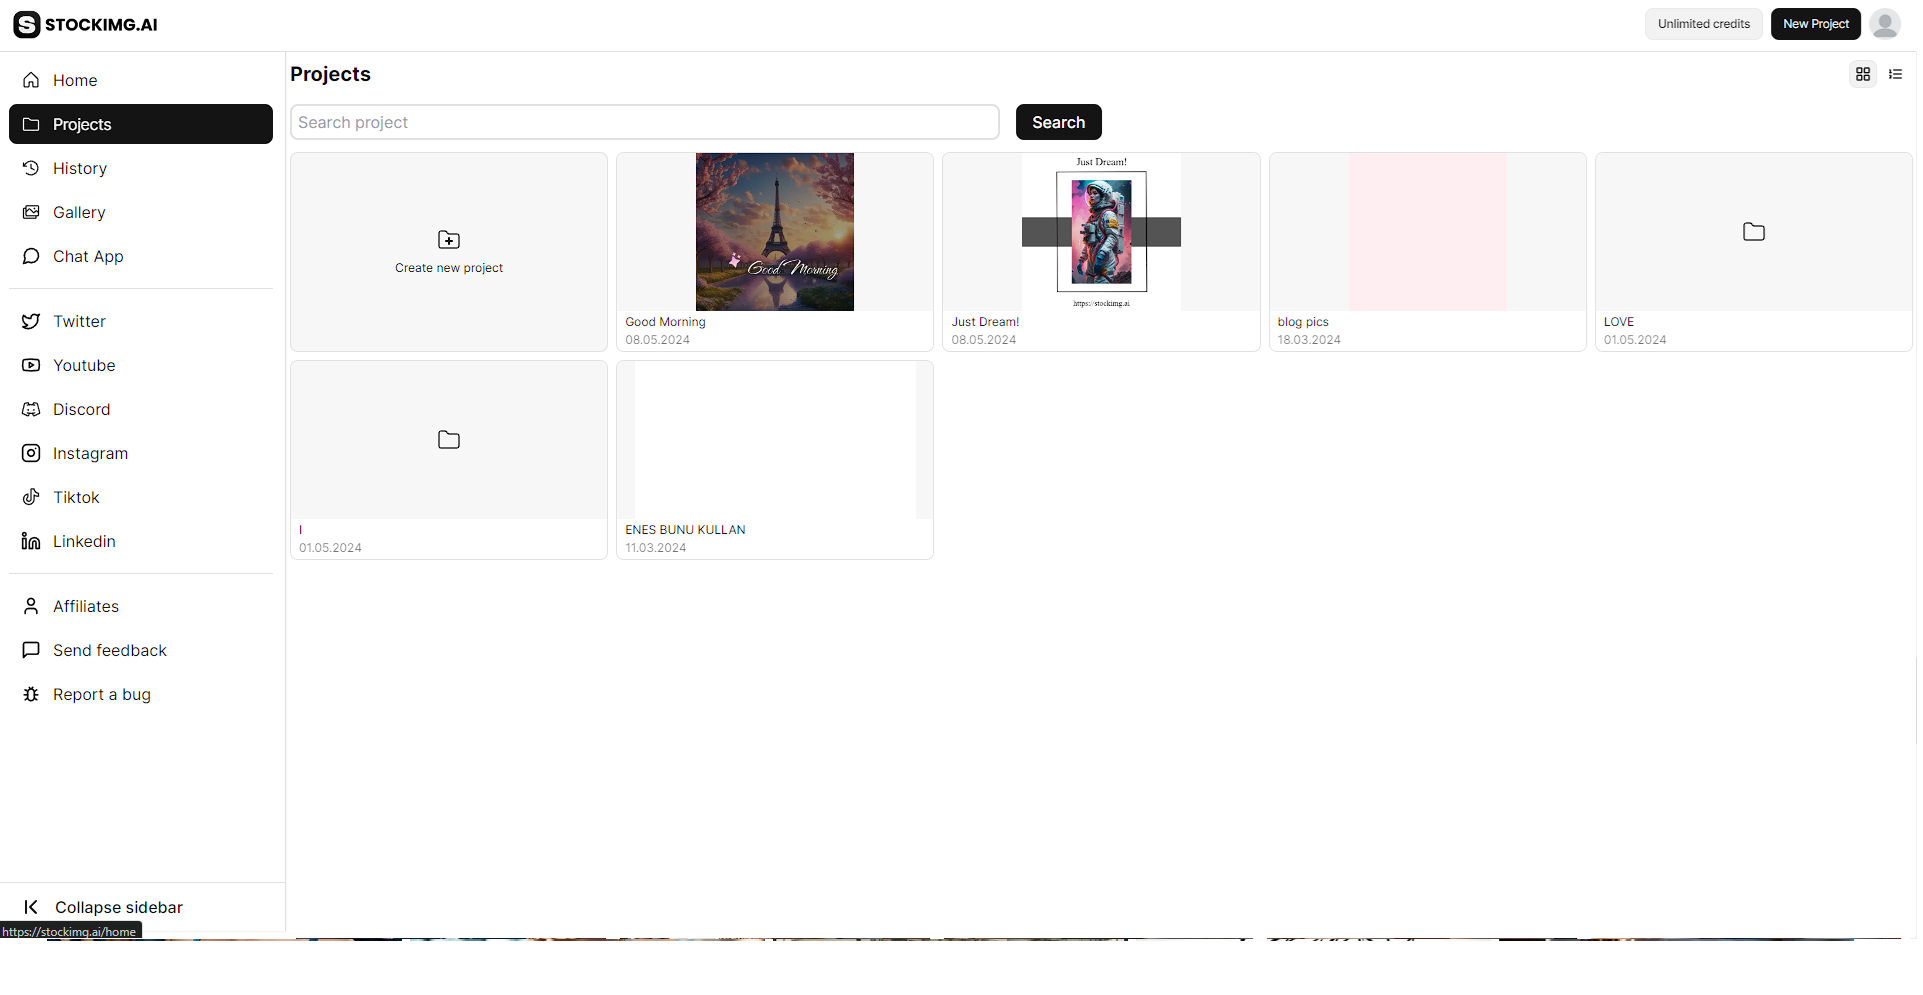 STOCKIMG.AI
Unlimited credits
New Project
Home
Projects
History
Gallery
Chat App
Twitter
Youtube
Discord
Instagram
Tiktok
Linkedin
Affiliates
Send feedback
Report a bug
Collapse sidebar
https://stockimg.ai/home
Projects
Search project
Search
Create new project
Good Morning
Good Morning
08.05.2024
Just Dream!
https://stockimg.ai
Just Dream!
08.05.2024
blog pics
18.03.2024
LOVE
01.05.2024
I
01.05.2024
ENES BUNU KULLAN
11.03.2024